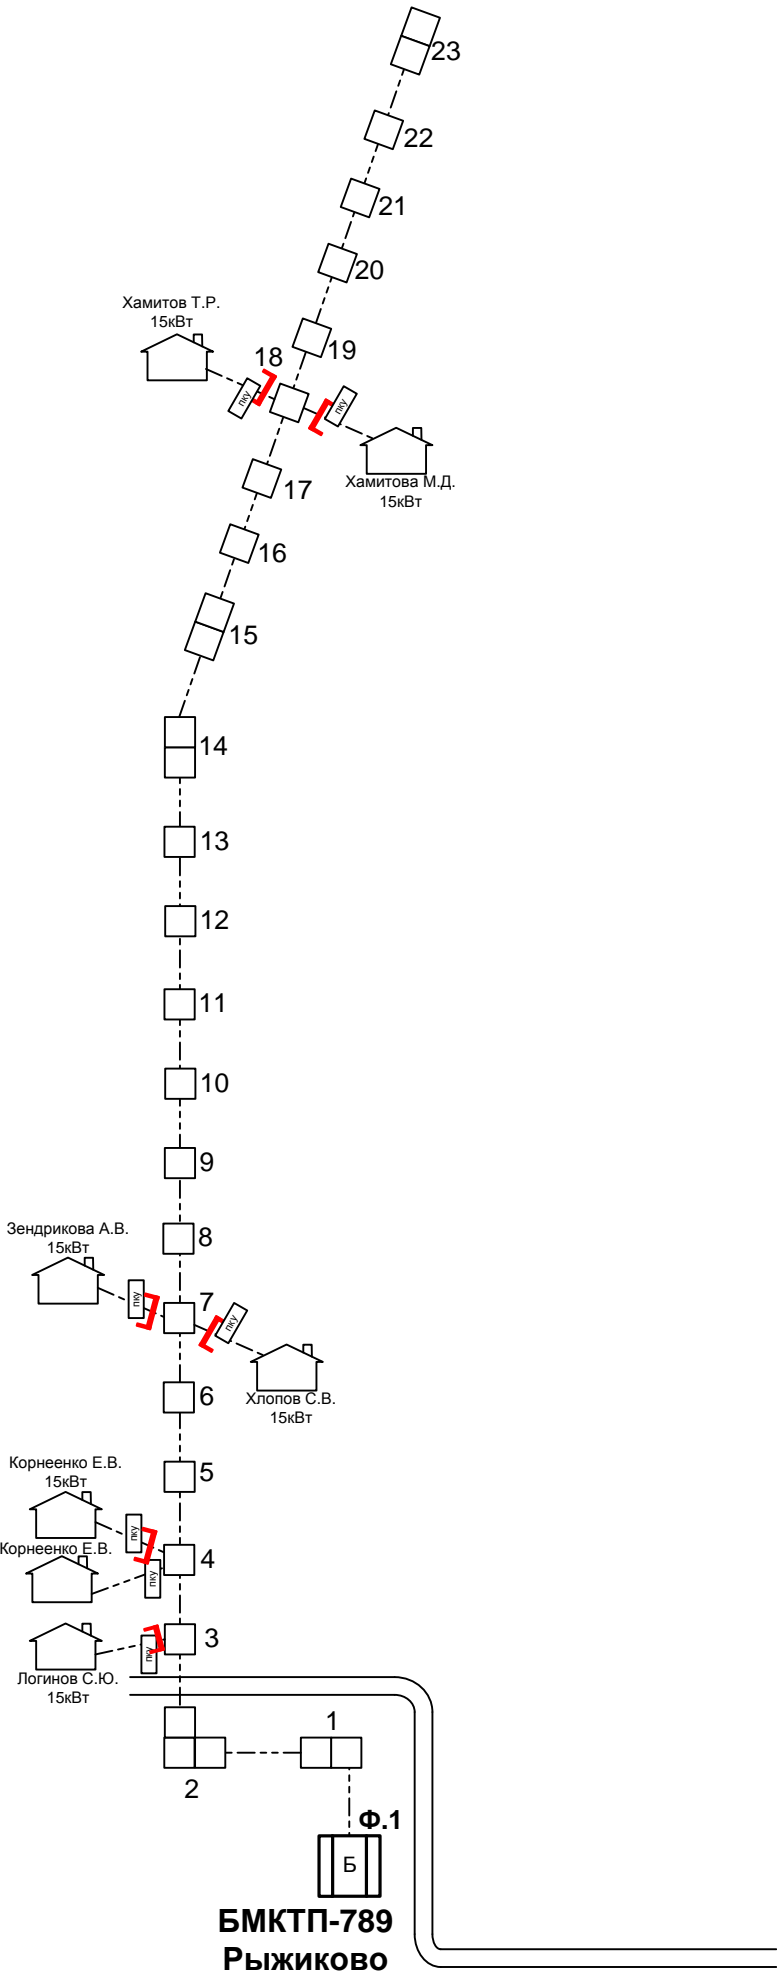 23
22
21
20
Хамитов Т.Р.
15кВт
19
18
пку
пку
Хамитова М.Д.
15кВт
17
16
15
14
13
12
11
10
9
8
Зендрикова А.В.
15кВт
7
пку
пку
Хлопов С.В.
15кВт
6
5
Корнеенко Е.В.
15кВт
пку
4
Корнеенко Е.В.
пку
3
пку
Логинов С.Ю.
15кВт
1
2
Ф.1
Б
БМКТП-789
Рыжиково